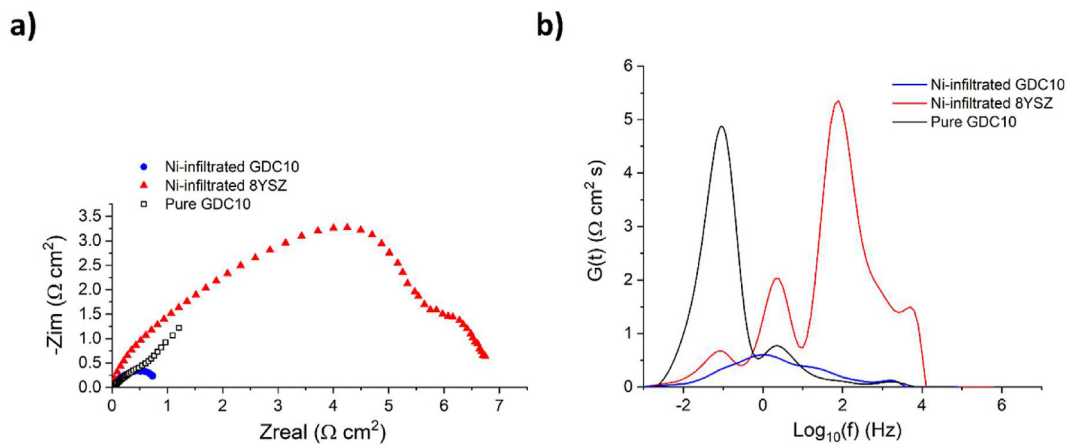 a)
Ni-infiltrated GDC10
Ni-infiltrated 8YSZ
Pure GDC10
3.5
3.0
2.5
2.0
1.5
1.0
0.5
0.0
-Zim (Ω cm²)
0 1 2 3 4 5 6 7
Zreal (Ω cm²)
b)
Ni-infiltrated GDC10
Ni-infiltrated 8YSZ
Pure GDC10
6
5
4
3
2
1
0
G(t) (Ω cm² s)
-2 0 2 4 6
Log₁₀(f) (Hz)